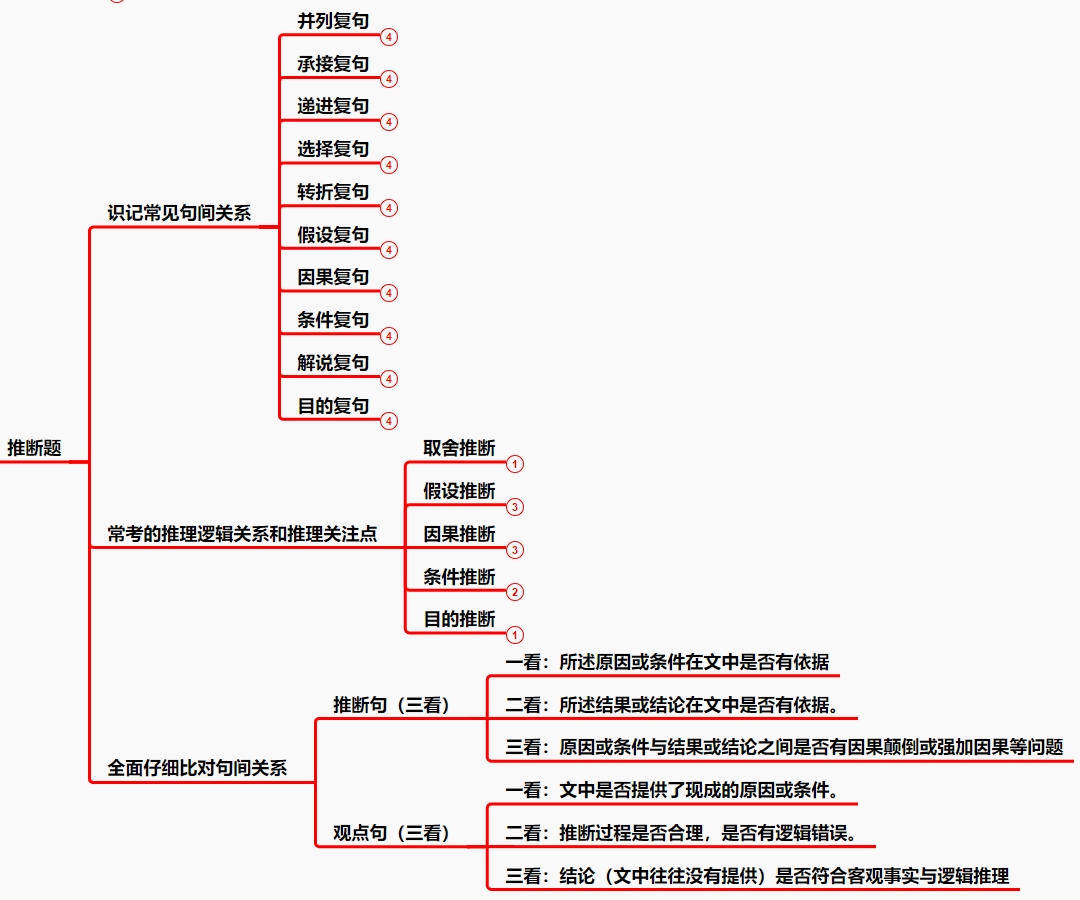 并列复句
4
承接复句
4
递进复句
4
选择复句
4
转折复句
4
识记常见句间关系
假设复句
4
因果复句
4
条件复句
4
解说复句
4
目的复句
4
推断题
取舍推断
1
假设推断
3
常考的推理逻辑关系和推理关注点
因果推断
3
条件推断
2
目的推断
1
一看：所述原因或条件在文中是否有依据
推断句（三看）
二看：所述结果或结论在文中是否有依据。
三看：原因或条件与结果或结论之间是否有因果颠倒或强加因果等问题
全面仔细比对句间关系
一看：文中是否提供了现成的原因或条件。
观点句（三看）
二看：推断过程是否合理，是否有逻辑错误。
三看：结论（文中往往没有提供）是否符合客观事实与逻辑推理